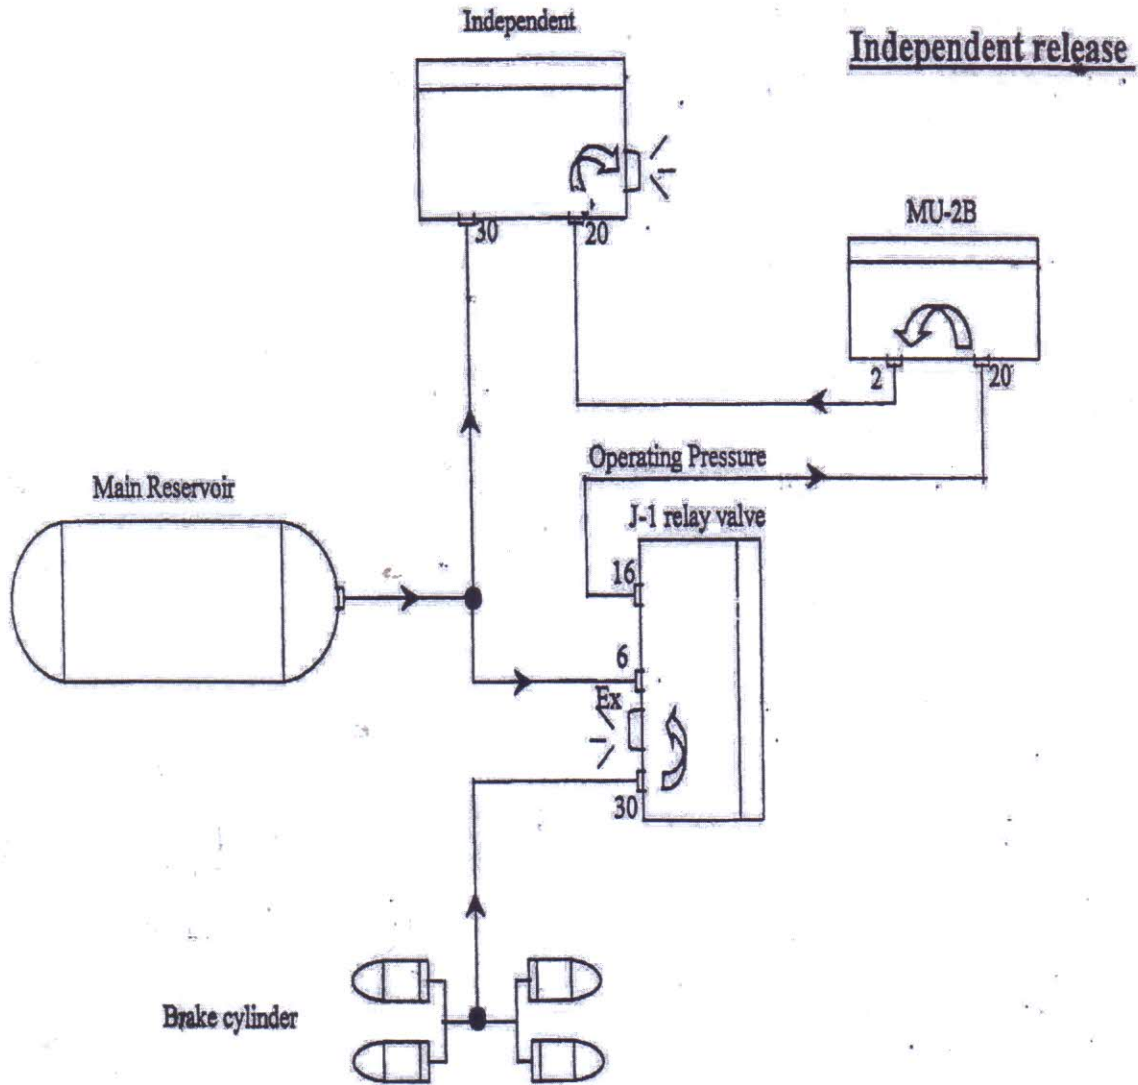 Independent
Independent release
30
20
MU-2B
2
20
Operating Pressure
Main Reservoir
J-1 relay valve
16
6
Ex
30
Brake cylinder